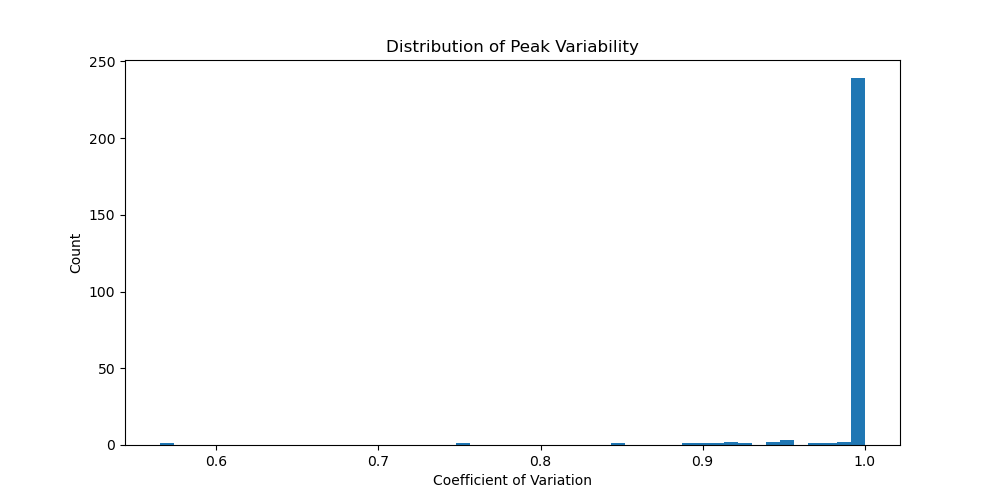 Distribution of Peak Variability
250
200
150
100
50
0
Count
0.6 0.7 0.8 0.9 1.0
Coefficient of Variation